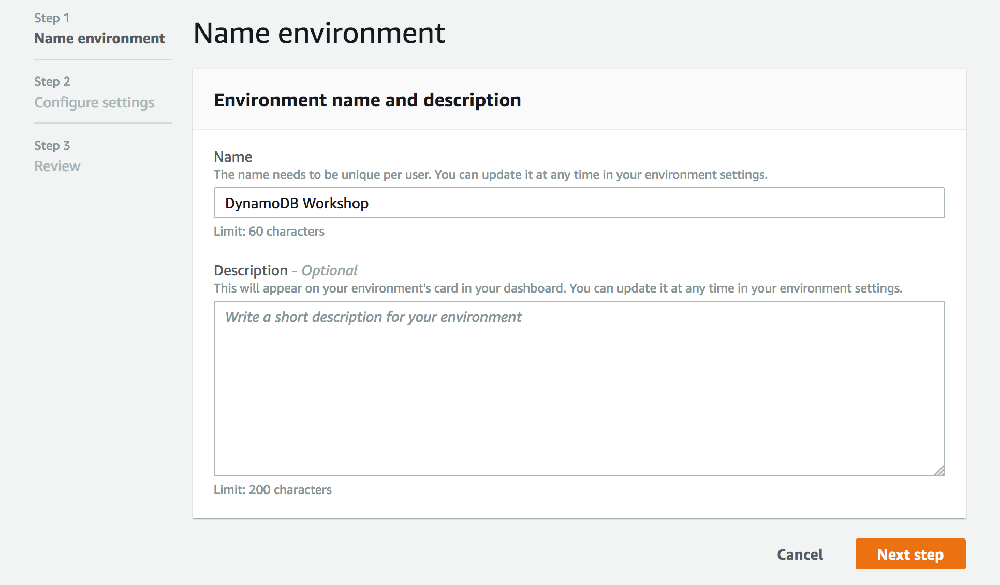 Step 1
Name environment
Step 2
Configure settings
Step 3
Review
Name environment
Environment name and description
Name
The name needs to be unique per user. You can update it at any time in your environment settings.
DynamoDB Workshop
Limit: 60 characters
Description - Optional
This will appear on your environment's card in your dashboard. You can update it at any time in your environment settings.
Write a short description for your environment
Limit: 200 characters
Cancel
Next step